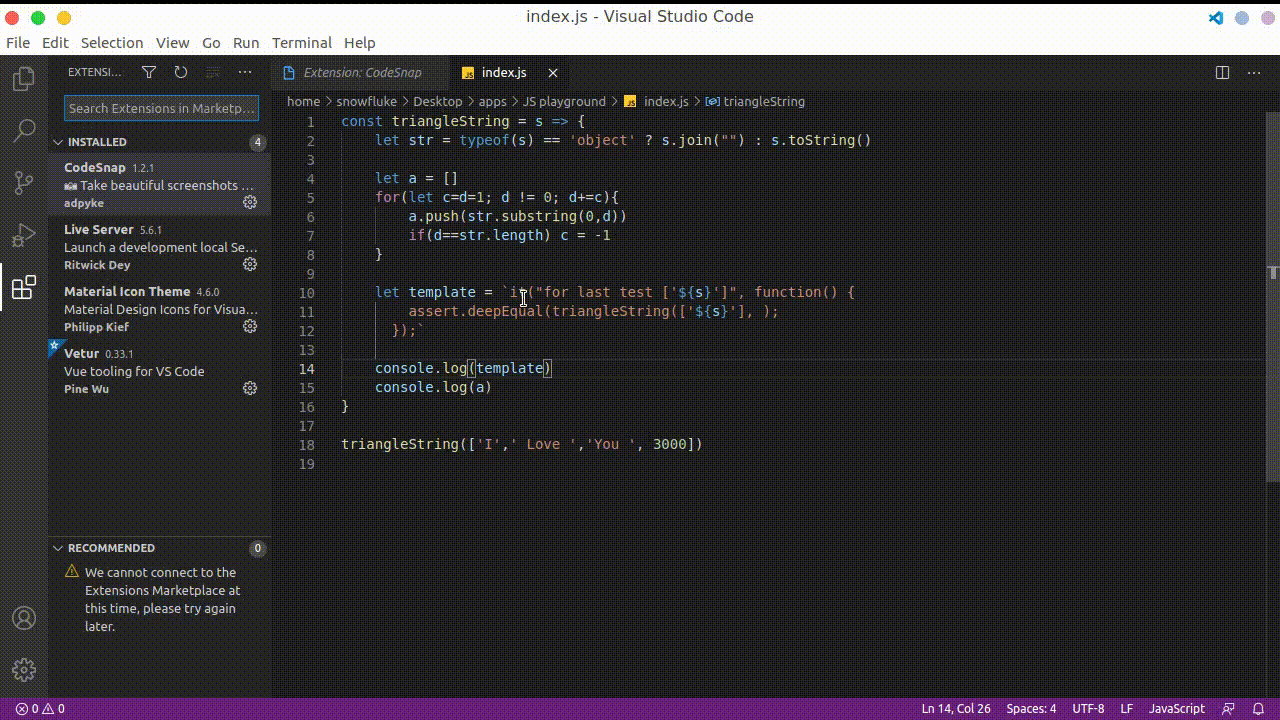 index.js - Visual Studio Code
File Edit Selection View Go Run Terminal Help
EXTENSI...
Extension: CodeSnap
index.js
Search Extensions in Marketp...
home > snowfluke > Desktop > apps > JS playground > index.js > triangleString
INSTALLED 4
CodeSnap 1.2.1
Take beautiful screenshots ...
adpyke
Live Server 5.6.1
Launch a development local Se...
Ritwick Dey
Material Icon Theme 4.6.0
Material Design Icons for Visua...
Philipp Kief
Vetur 0.33.1
Vue tooling for VS Code
Pine Wu
RECOMMENDED 0
We cannot connect to the
Extensions Marketplace at
this time, please try again
later.
1 const triangleString = s => {
2 let str = typeof(s) == 'object' ? s.join("") : s.toString()
3
4 let a = []
5 for(let c=d=1; d != 0; d+=c){
6 a.push(str.substring(0,d))
7 if(d==str.length) c = -1
8 }
9
10 let template = `it("for last test ['${s}']", function() {
11 assert.deepEqual(triangleString(['${s}'], );
12 });`
13
14 console.log(template)
15 console.log(a)
16 }
17
18 triangleString(['I',' Love ','You ', 3000])
19
0 0
Ln 14, Col 26 Spaces: 4 UTF-8 LF JavaScript